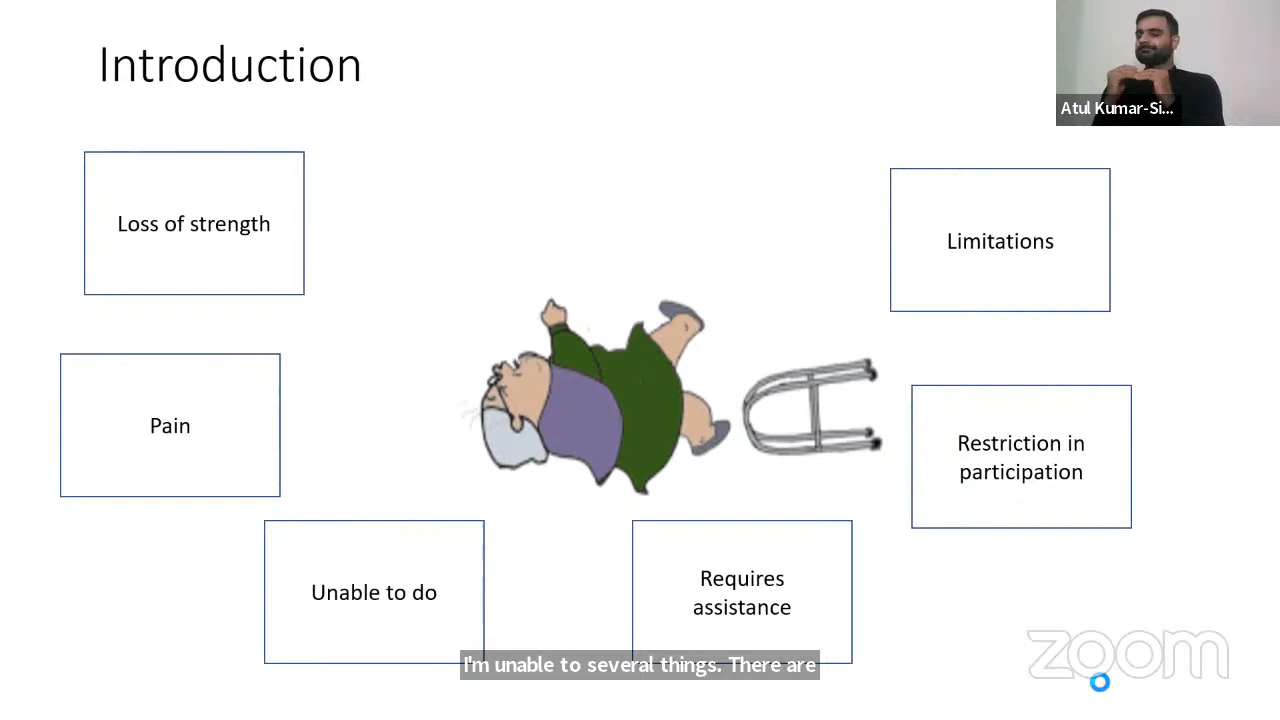 Introduction
Atul Kumar-Si...
Loss of strength
Limitations
Pain
Restriction in
participation
Unable to do
Requires
assistance
I'm unable to several things. There are
zoom